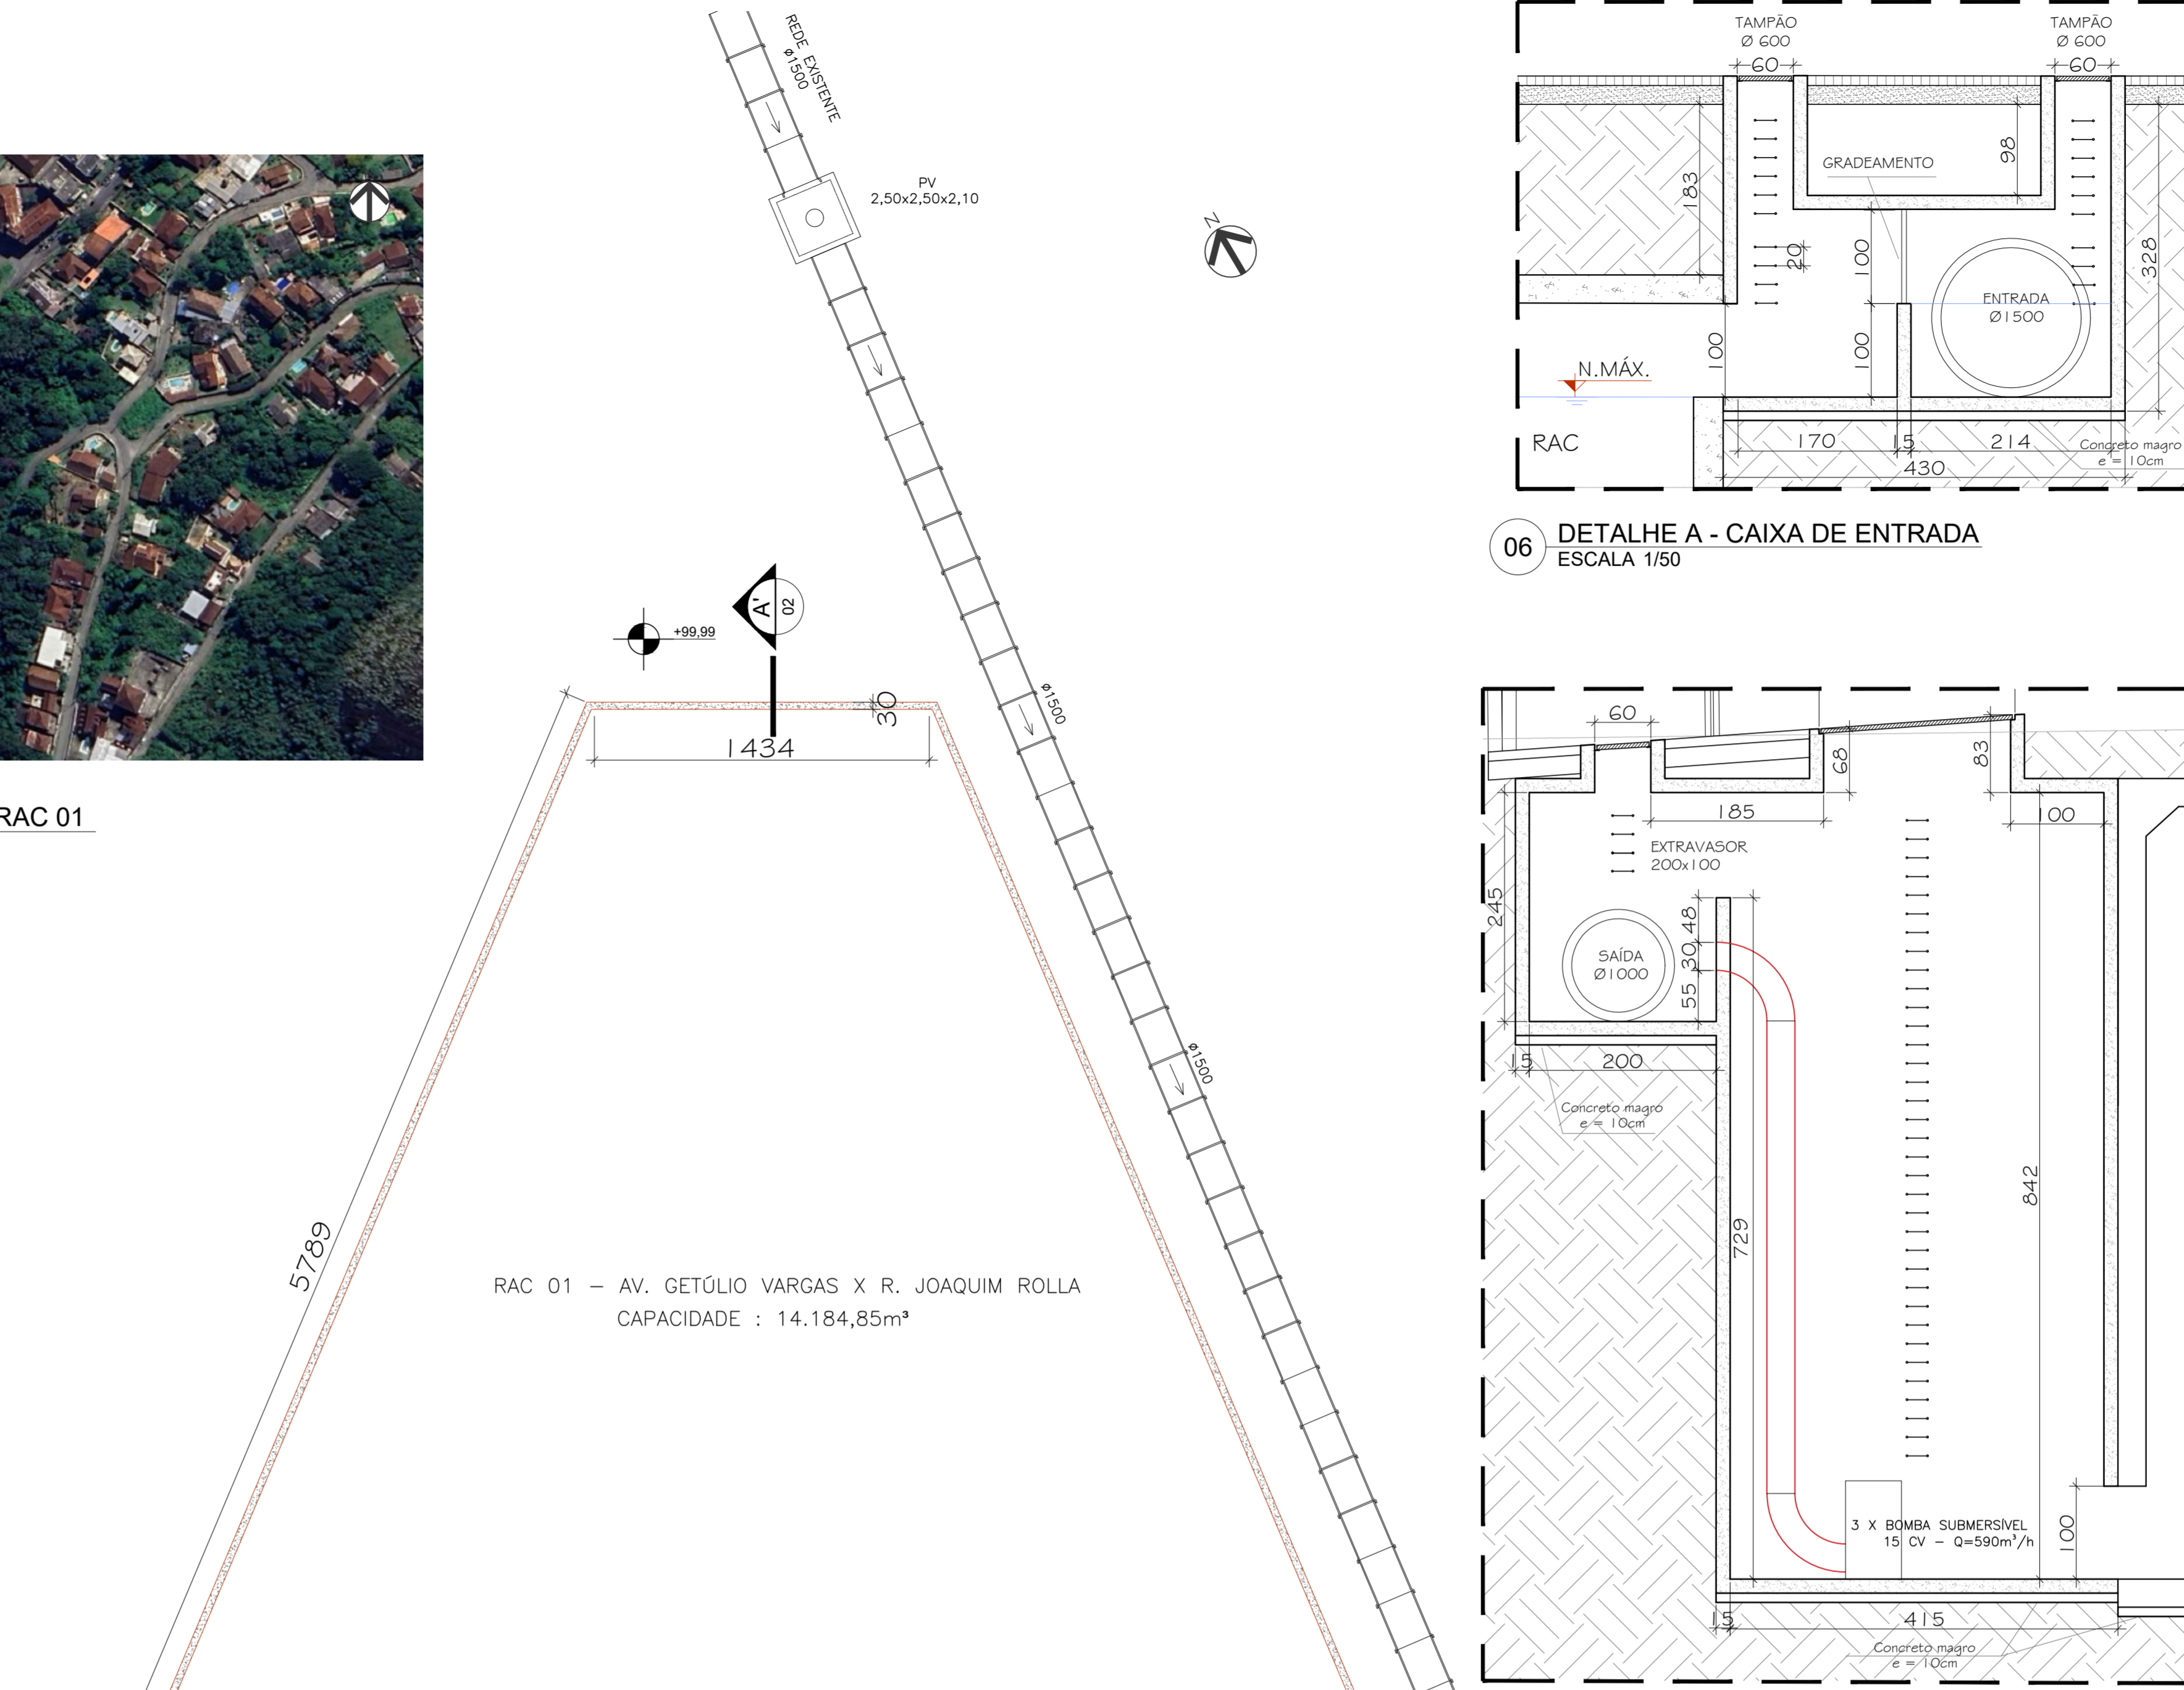 RAC 01
REDE EXISTENTE
ø1500
PV
2,50x2,50x2,10
N
A'
02
+99,99
30
1434
ø1500
ø1500
5789
RAC 01 – AV. GETÚLIO VARGAS X R. JOAQUIM ROLLA
CAPACIDADE : 14.184,85m³
TAMPÃO
Ø 600
60
TAMPÃO
Ø 600
60
98
GRADEAMENTO
183
20
100
328
ENTRADA
Ø1500
100
100
N.MÁX.
RAC
170
15
214
Concreto magro
e = 10cm
430
06
DETALHE A - CAIXA DE ENTRADA
ESCALA 1/50
60
68
83
185
100
EXTRAVASOR
200x100
245
48
SAÍDA
Ø1000
30
55
15
200
Concreto magro
e = 10cm
842
729
3 X BOMBA SUBMERSÍVEL
15 CV – Q=590m³/h
100
15
415
Concreto magro
e = 10cm